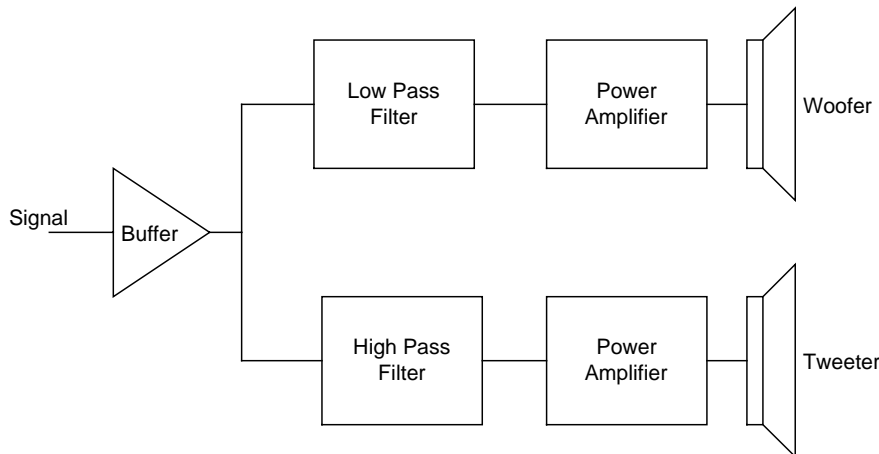 Low Pass
Filter
Power
Amplifier
Woofer
Signal
Buffer
High Pass
Filter
Power
Amplifier
Tweeter